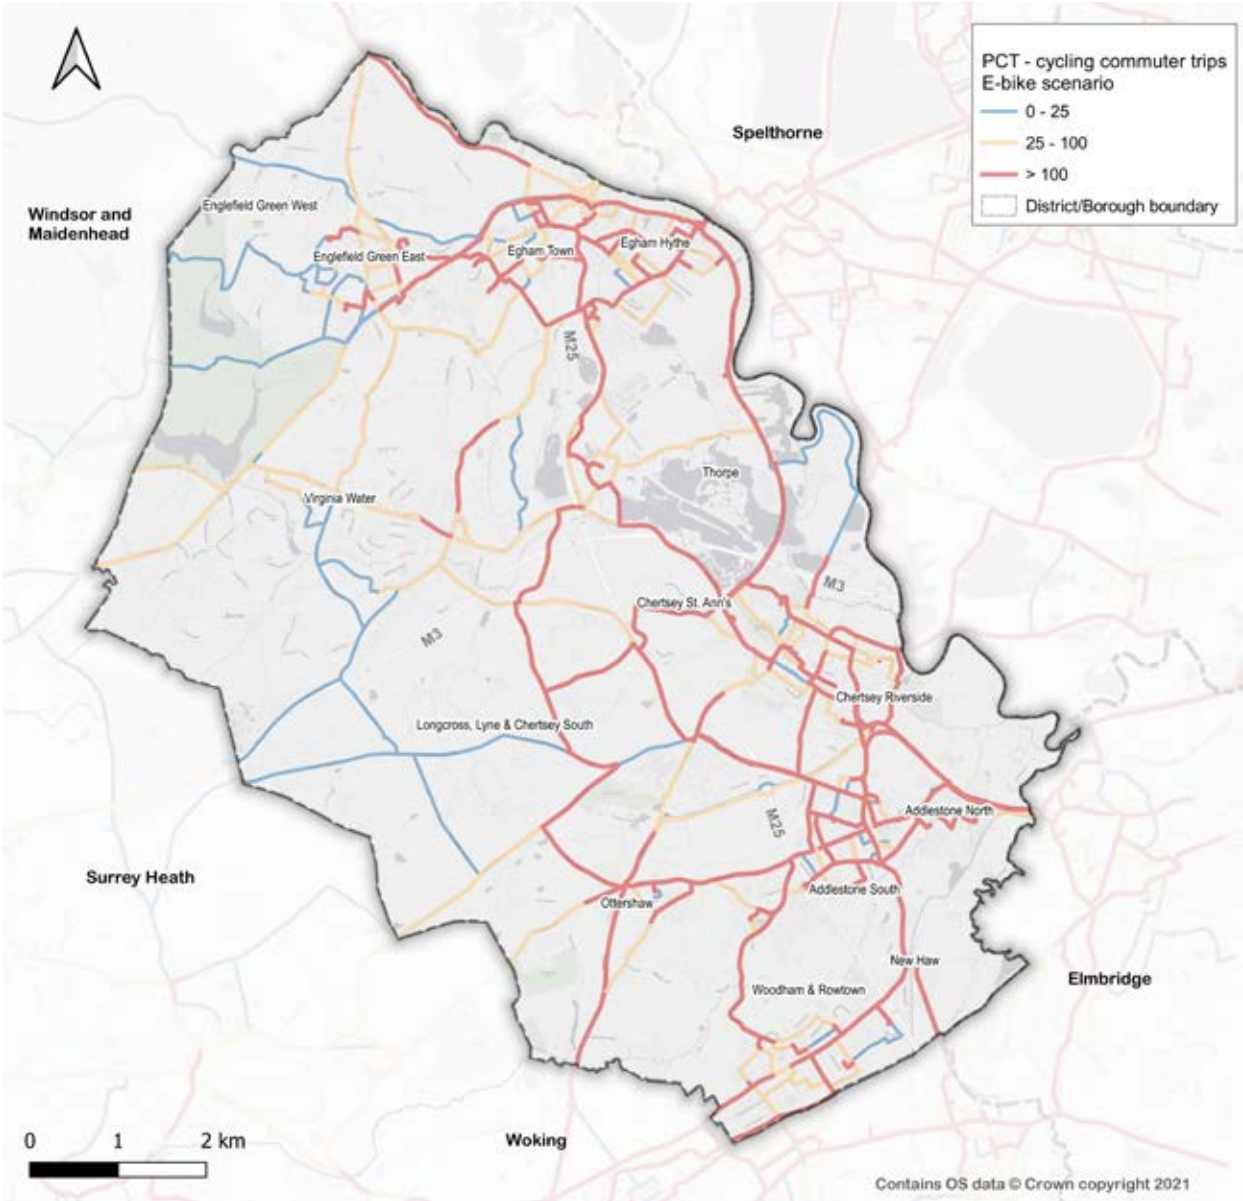 PCT - cycling commuter trips
E-bike scenario
0 - 25
25 - 100
> 100
District/Borough boundary
Spelthorne
Windsor and
Maidenhead
Englefield Green West
Englefield Green East
Egham Town
Egham Hythe
M25
Thorpe
Virginia Water
M3
Chertsey St. Ann's
M3
Chertsey Riverside
Longcross, Lyne & Chertsey South
M25
Addlestone North
Surrey Heath
Addlestone South
Ottershaw
New Haw
Elmbridge
Woodham & Rowtown
0 1 2 km
Woking
Contains OS data © Crown copyright 2021